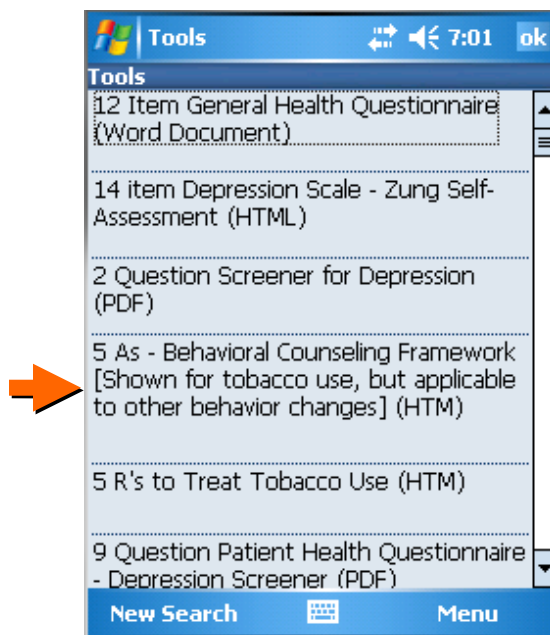 Tools 7:01 ok
Tools
12 Item General Health Questionnaire
(Word Document)
14 item Depression Scale - Zung Self-
Assessment (HTML)
2 Question Screener for Depression
(PDF)
5 As - Behavioral Counseling Framework
[Shown for tobacco use, but applicable
to other behavior changes] (HTM)
5 R's to Treat Tobacco Use (HTM)
9 Question Patient Health Questionnaire
- Depression Screener (PDF)
New Search Menu